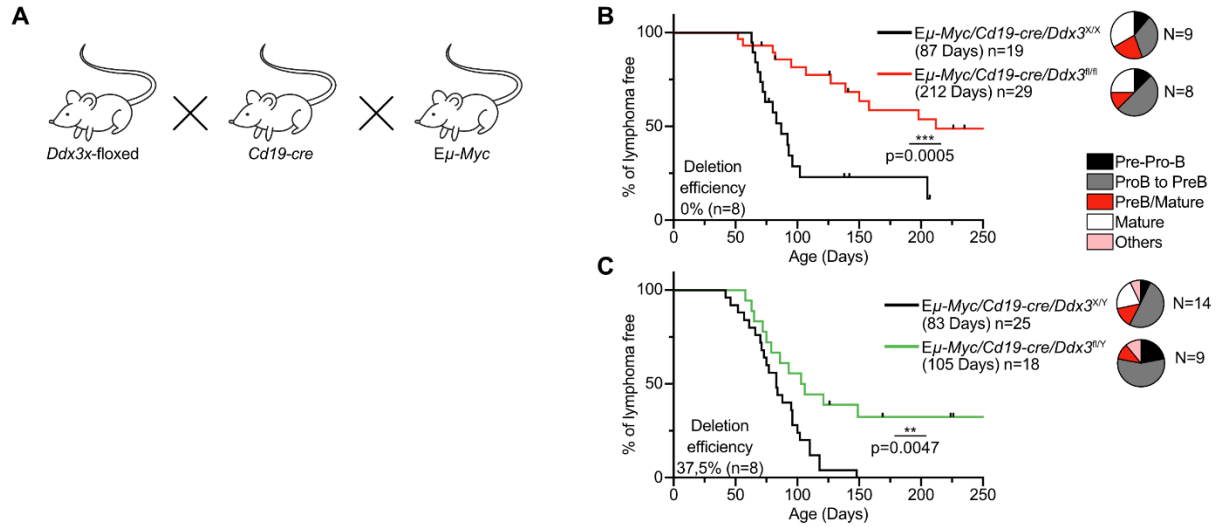 A
Ddx3x-floxed
Cd19-cre
Eμ-Myc
B
% of lymphoma free
100
50
0
Eμ-Myc/Cd19-cre/Ddx3X/X
(87 Days) n=19
Eμ-Myc/Cd19-cre/Ddx3fl/fl
(212 Days) n=29
N=9
N=8
***
p=0.0005
Deletion
efficiency
0% (n=8)
0 50 100 150 200 250
Age (Days)
Pre-Pro-B
ProB to PreB
PreB/Mature
Mature
Others
C
% of lymphoma free
100
50
0
Eμ-Myc/Cd19-cre/Ddx3X/Y
(83 Days) n=25
Eμ-Myc/Cd19-cre/Ddx3fl/Y
(105 Days) n=18
N=14
N=9
**
p=0.0047
Deletion
efficiency
37,5% (n=8)
0 50 100 150 200 250
Age (Days)